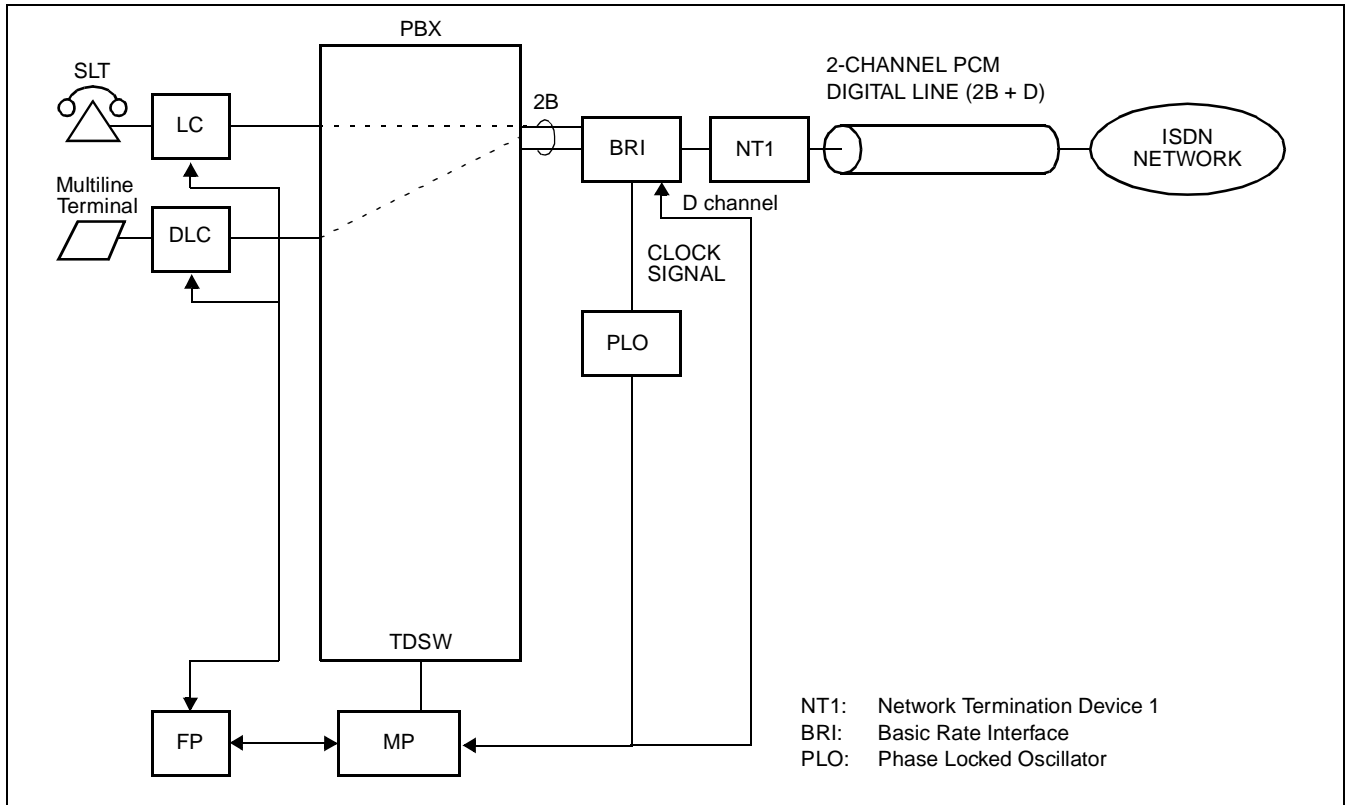 PBX
SLT
LC
2B
2-CHANNEL PCM
DIGITAL LINE (2B + D)
BRI
NT1
ISDN
NETWORK
Multiline
Terminal
DLC
D channel
CLOCK
SIGNAL
PLO
TDSW
FP
MP
NT1: Network Termination Device 1
BRI: Basic Rate Interface
PLO: Phase Locked Oscillator